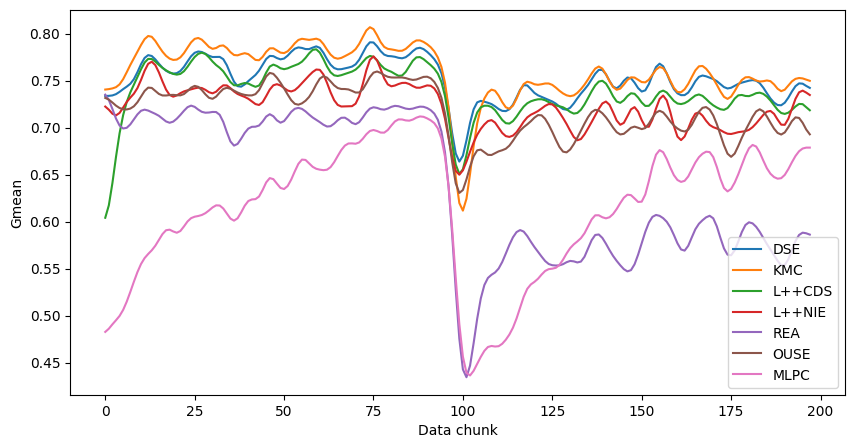 Gmean
0.80
0.75
0.70
0.65
0.60
0.55
0.50
0.45
0 25 50 75 100 125 150 175 200
Data chunk
DSE
KMC
L++CDS
L++NIE
REA
OUSE
MLPC